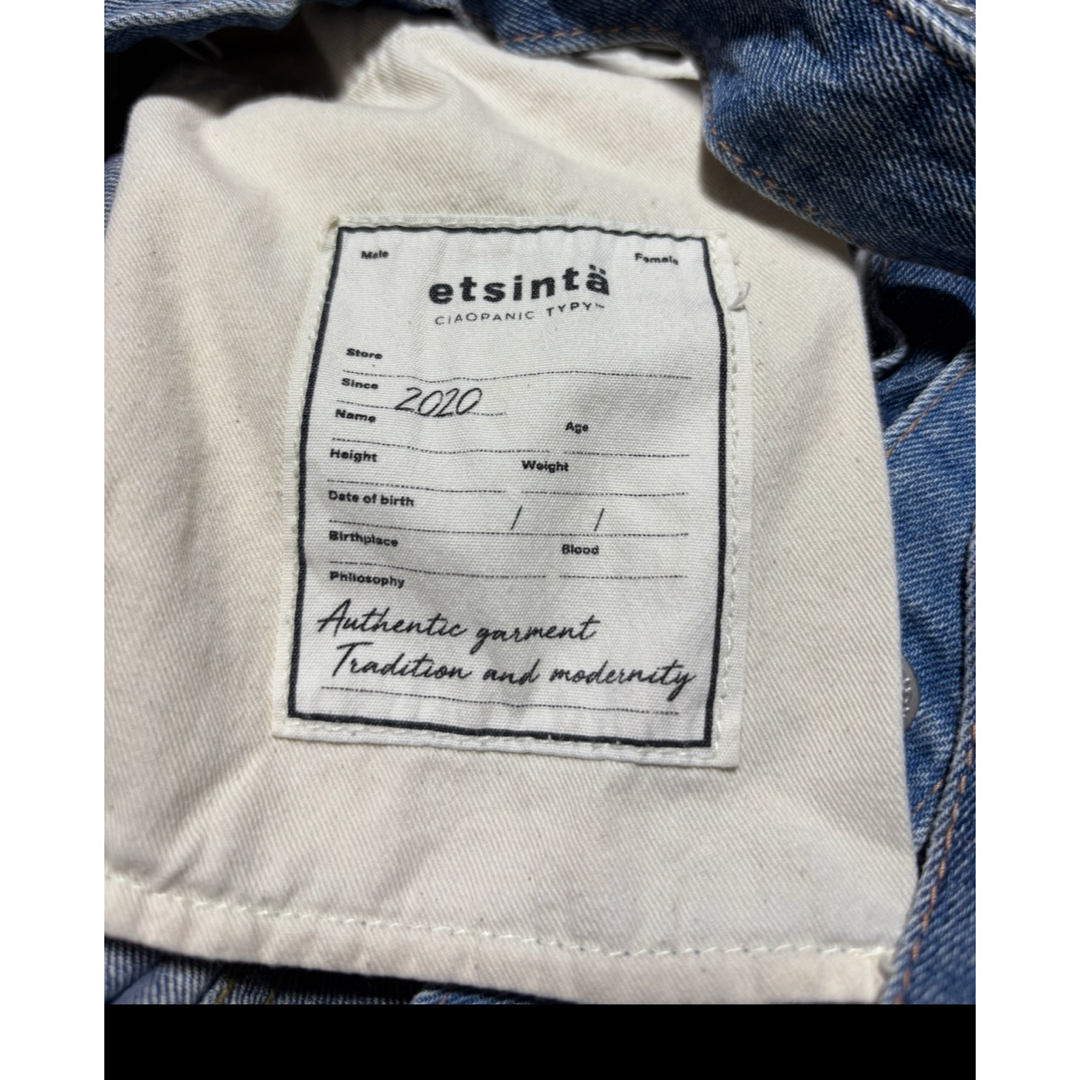 Male Female
etsintä
CIAOPANIC TYPY™
Store
Since 2020
Name Age
Height Weight
Date of birth / /
Birthplace Blood
Philosophy
Authentic garment
Tradition and modernity